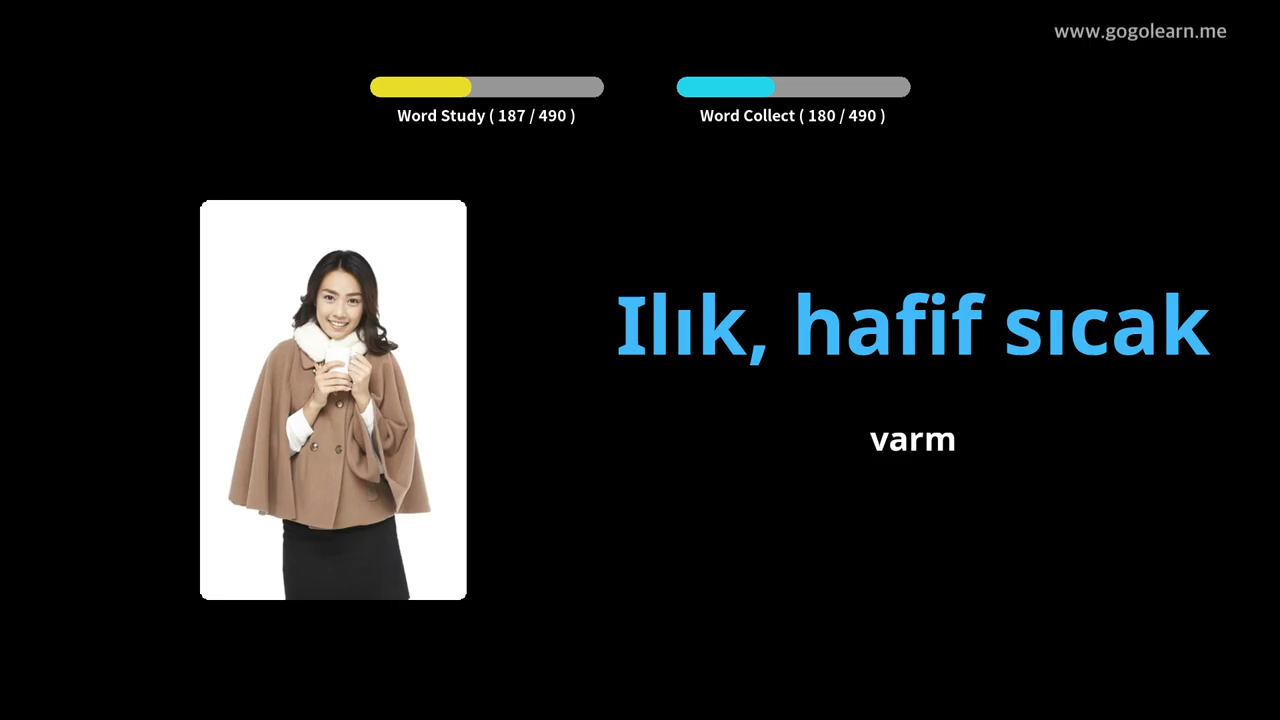 www.gogolearn.me
Word Study ( 187 / 490 )
Word Collect ( 180 / 490 )
Ilık, hafif sıcak
varm